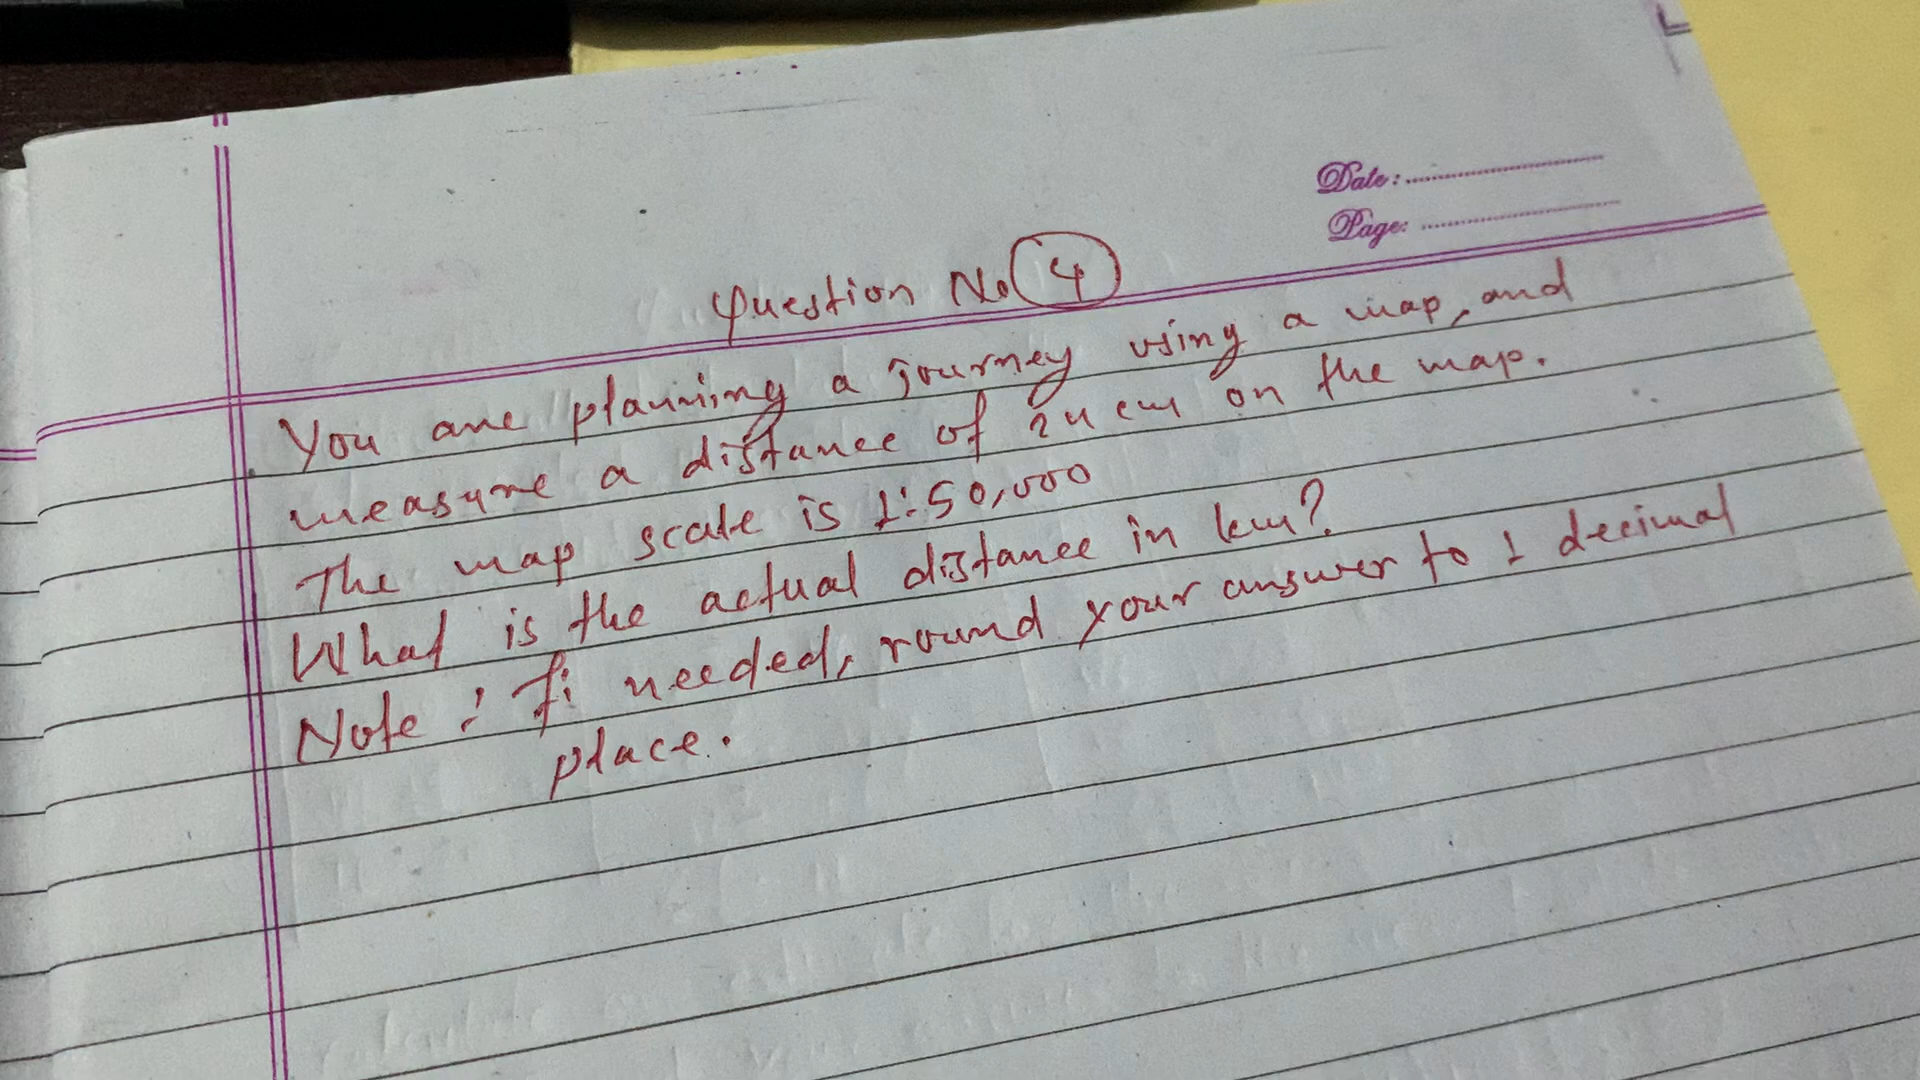 Date:
Page:
Question No 4
You are planning a journey using a map, and
measure a distance of 24 cm on the map.
The map scale is 1:50,000
What is the actual distance in km?
Note: If needed, round your answer to 1 decimal
place.